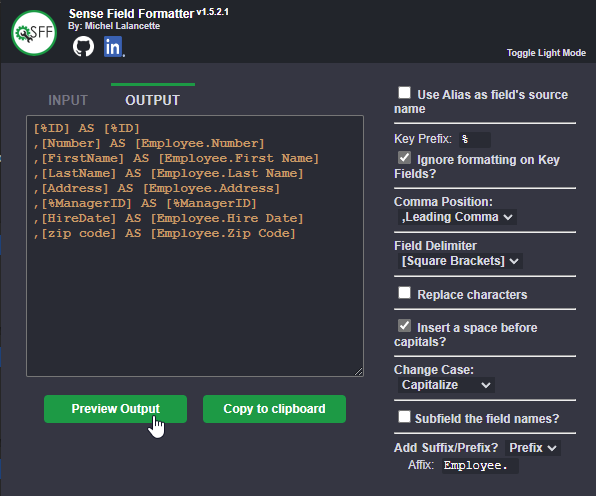 SFF
Sense Field Formatter v1.5.2.1
By: Michel Lalancette
in
Toggle Light Mode
INPUT
OUTPUT
[%ID] AS [%ID]
,[Number] AS [Employee.Number]
,[FirstName] AS [Employee.First Name]
,[LastName] AS [Employee.Last Name]
,[Address] AS [Employee.Address]
,[%ManagerID] AS [%ManagerID]
,[HireDate] AS [Employee.Hire Date]
,[zip code] AS [Employee.Zip Code]
Preview Output
Copy to clipboard
Use Alias as field's source
name
Key Prefix: %
Ignore formatting on Key
Fields?
Comma Position:
,Leading Comma
Field Delimiter
[Square Brackets]
Replace characters
Insert a space before
capitals?
Change Case:
Capitalize
Subfield the field names?
Add Suffix/Prefix? Prefix
Affix: Employee.